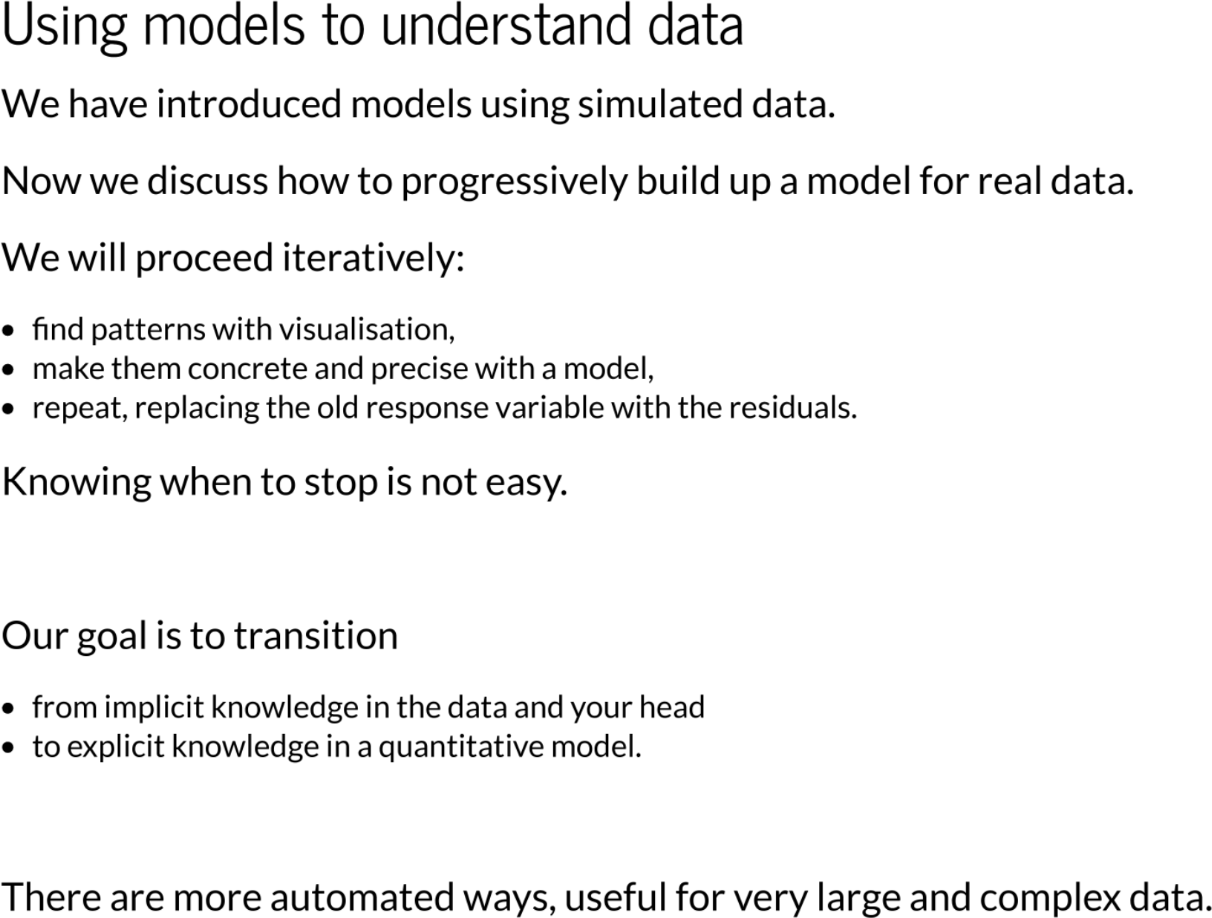 Using models to understand data
We have introduced models using simulated data.
Now we discuss how to progressively build up a model for real data.
We will proceed iteratively:
• find patterns with visualisation,
• make them concrete and precise with a model,
• repeat, replacing the old response variable with the residuals.
Knowing when to stop is not easy.
Our goal is to transition
• from implicit knowledge in the data and your head
• to explicit knowledge in a quantitative model.
There are more automated ways, useful for very large and complex data.